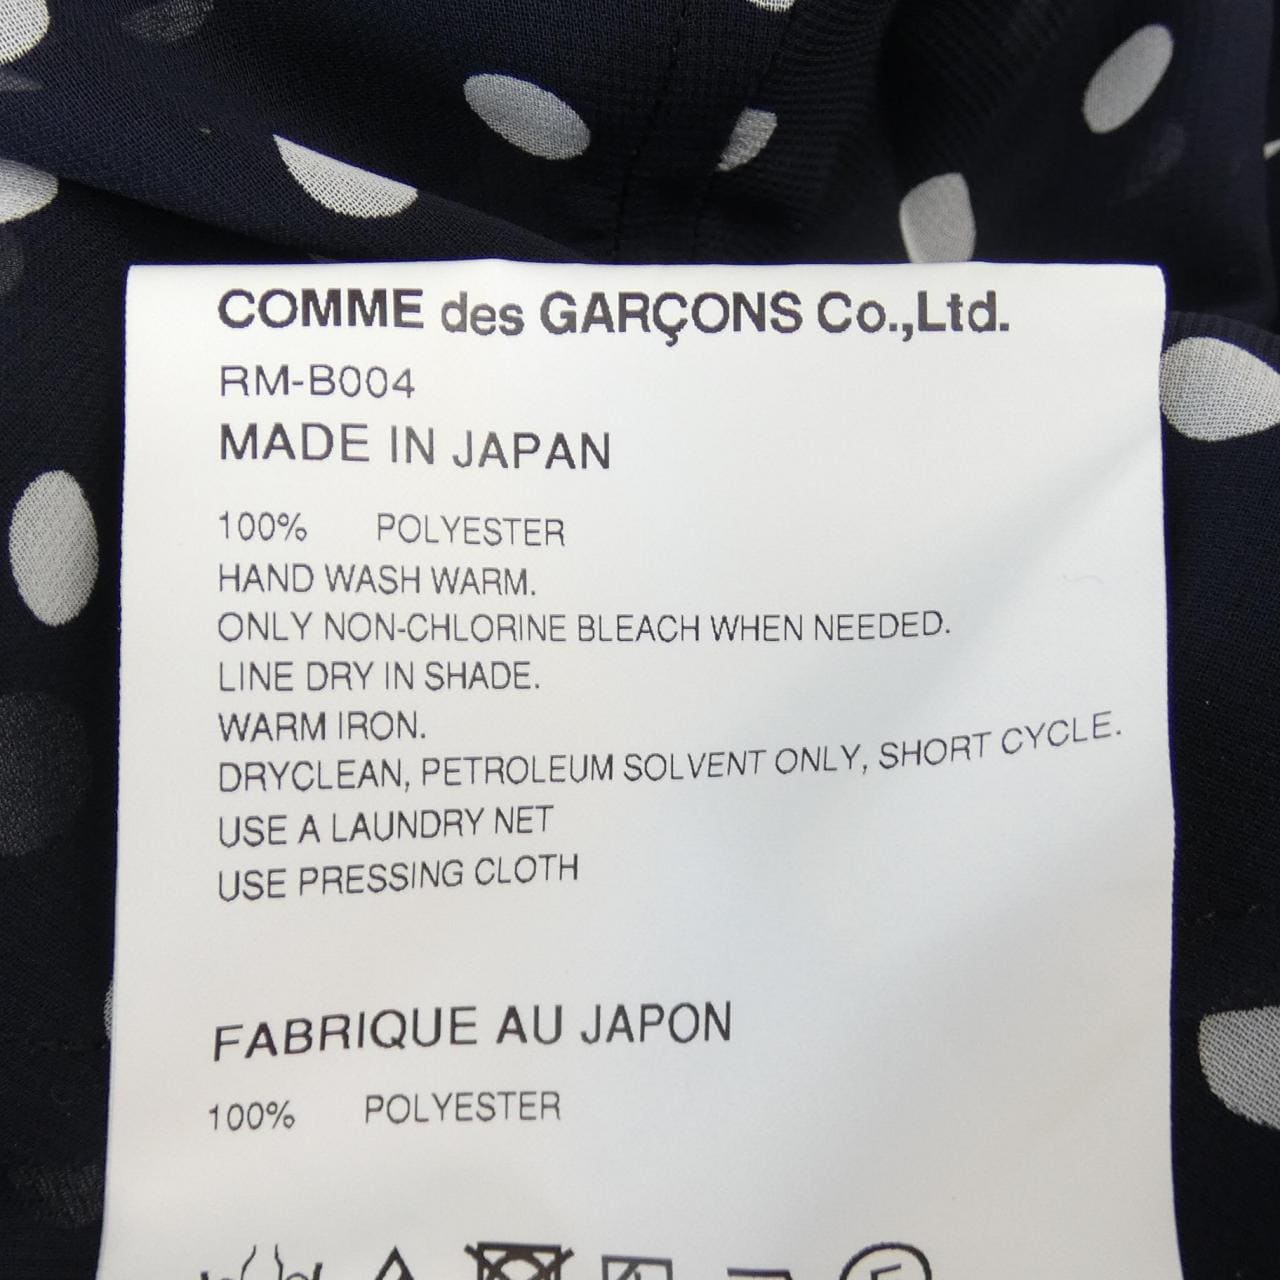 COMME des GARÇONS Co.,Ltd.
RM-B004
MADE IN JAPAN
100% POLYESTER
HAND WASH WARM.
ONLY NON-CHLORINE BLEACH WHEN NEEDED.
LINE DRY IN SHADE.
WARM IRON.
DRYCLEAN, PETROLEUM SOLVENT ONLY, SHORT CYCLE.
USE A LAUNDRY NET
USE PRESSING CLOTH
FABRIQUE AU JAPON
100% POLYESTER
F